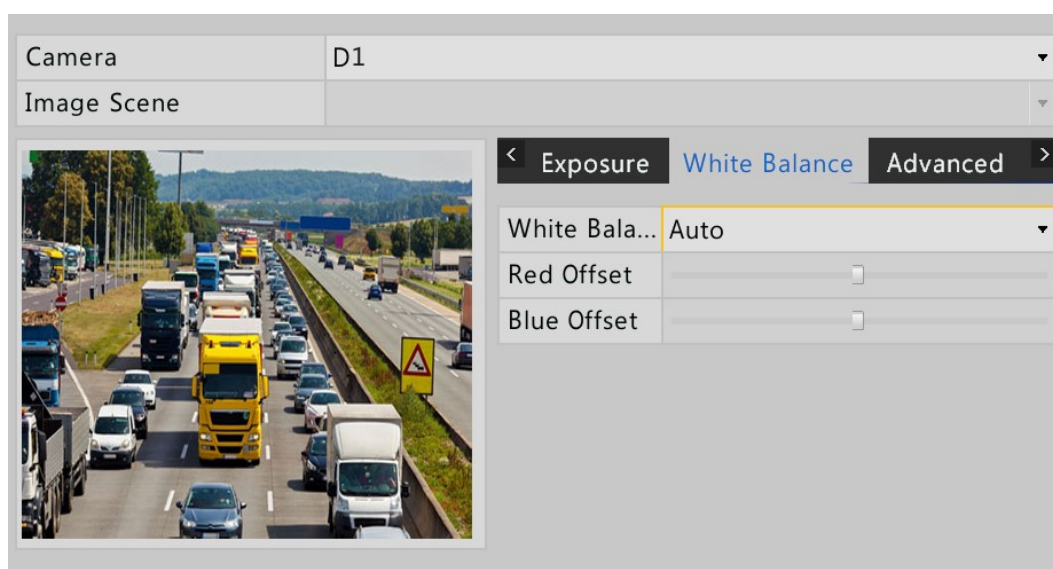 Camera D1
Image Scene
< Exposure White Balance Advanced >
White Bala... Auto
Red Offset
Blue Offset